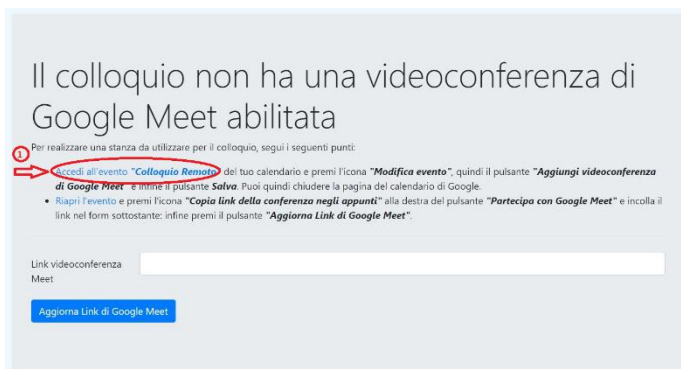 Il colloquio non ha una videoconferenza di
Google Meet abilitata
Per realizzare una stanza da utilizzare per il colloquio, segui i seguenti punti:
1
Accedi all'evento "Colloquio Remoto" del tuo calendario e premi l'icona "Modifica evento", quindi il pulsante "Aggiungi videoconferenza
di Google Meet" e infine il pulsante Salva. Puoi quindi chiudere la pagina del calendario di Google.
• Riapri l'evento e premi l'icona "Copia link della conferenza negli appunti" alla destra del pulsante "Partecipa con Google Meet" e incolla il
link nel form sottostante: infine premi il pulsante "Aggiorna Link di Google Meet".
Link videoconferenza
Meet
Aggiorna Link di Google Meet